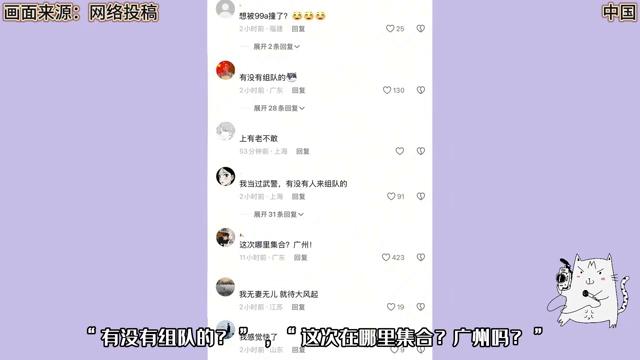 画面来源：网络投稿
中国
想被99a撞了？😂😂😂
2小时前 · 福建 回复
25
展开2条回复
有没有组队的
2小时前 · 广东 回复
130
展开28条回复
上有老不敢
53分钟前 · 上海 回复
我当过武警，有没有人来组队的
2小时前 · 上海 回复
91
展开31条回复
这次哪里集合？广州！
11小时前 · 广东 回复
423
我无妻无儿 就待大风起
2小时前 · 江苏 回复
19
我感觉快了
2小时前 · 山东 回复
9
“有没有组队的？”，“这次在哪里集合？广州吗？”